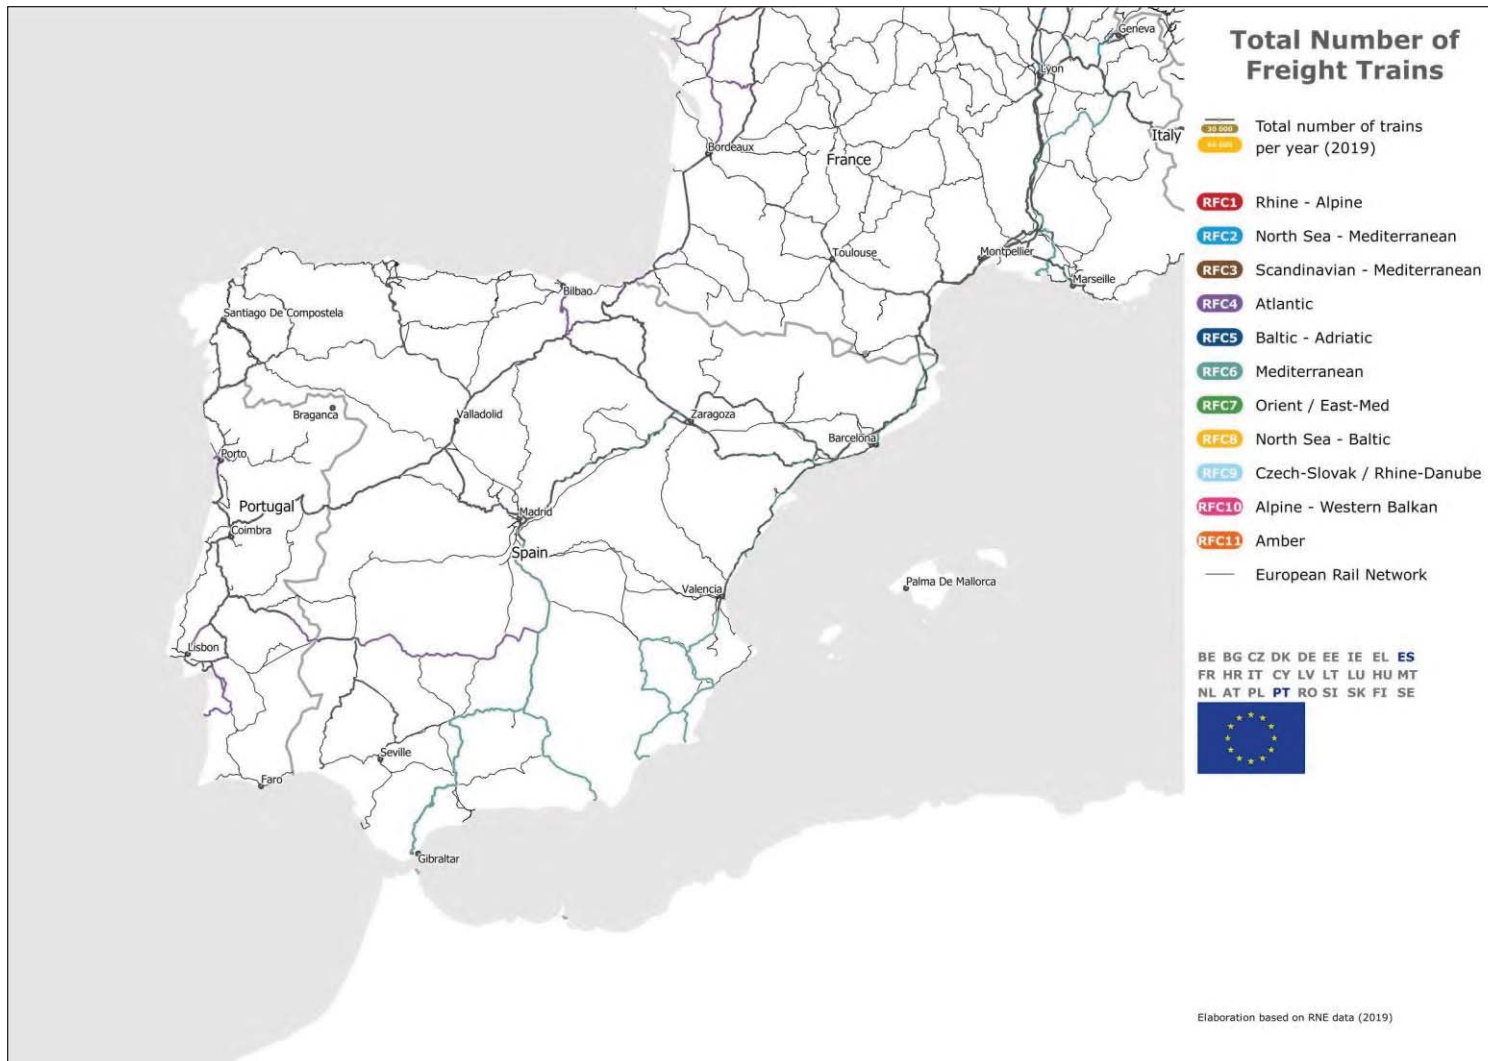 Total Number of
Freight Trains
30 000
Total number of trains
per year (2019)
RFC1 Rhine - Alpine
RFC2 North Sea - Mediterranean
RFC3 Scandinavian - Mediterranean
RFC4 Atlantic
RFC5 Baltic - Adriatic
RFC6 Mediterranean
RFC7 Orient / East-Med
RFC8 North Sea - Baltic
RFC9 Czech-Slovak / Rhine-Danube
RFC10 Alpine - Western Balkan
RFC11 Amber
European Rail Network
BE BG CZ DK DE EE IE EL ES
FR HR IT CY LV LT LU HU MT
NL AT PL PT RO SI SK FI SE
Elaboration based on RNE data (2019)
Geneva
Lyon
Italy
Bordeaux
France
Toulouse
Montpellier
Marseille
Bilbao
Santiago De Compostela
Braganca
Valladolid
Zaragoza
Barcelona
Porto
Portugal
Madrid
Coimbra
Spain
Palma De Mallorca
Valencia
Lisbon
Seville
Faro
Gibraltar